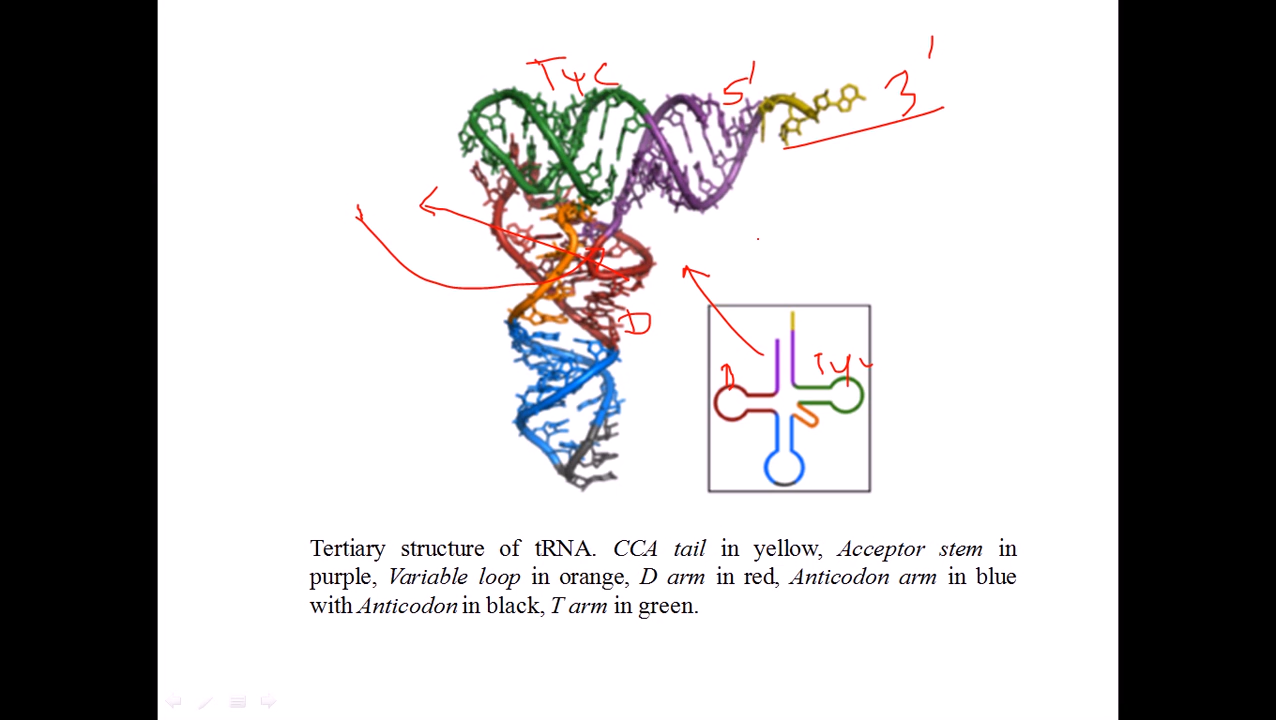 TψC
5'
3'
D
D
Tψc
Tertiary structure of tRNA. CCA tail in yellow, Acceptor stem in
purple, Variable loop in orange, D arm in red, Anticodon arm in blue
with Anticodon in black, T arm in green.